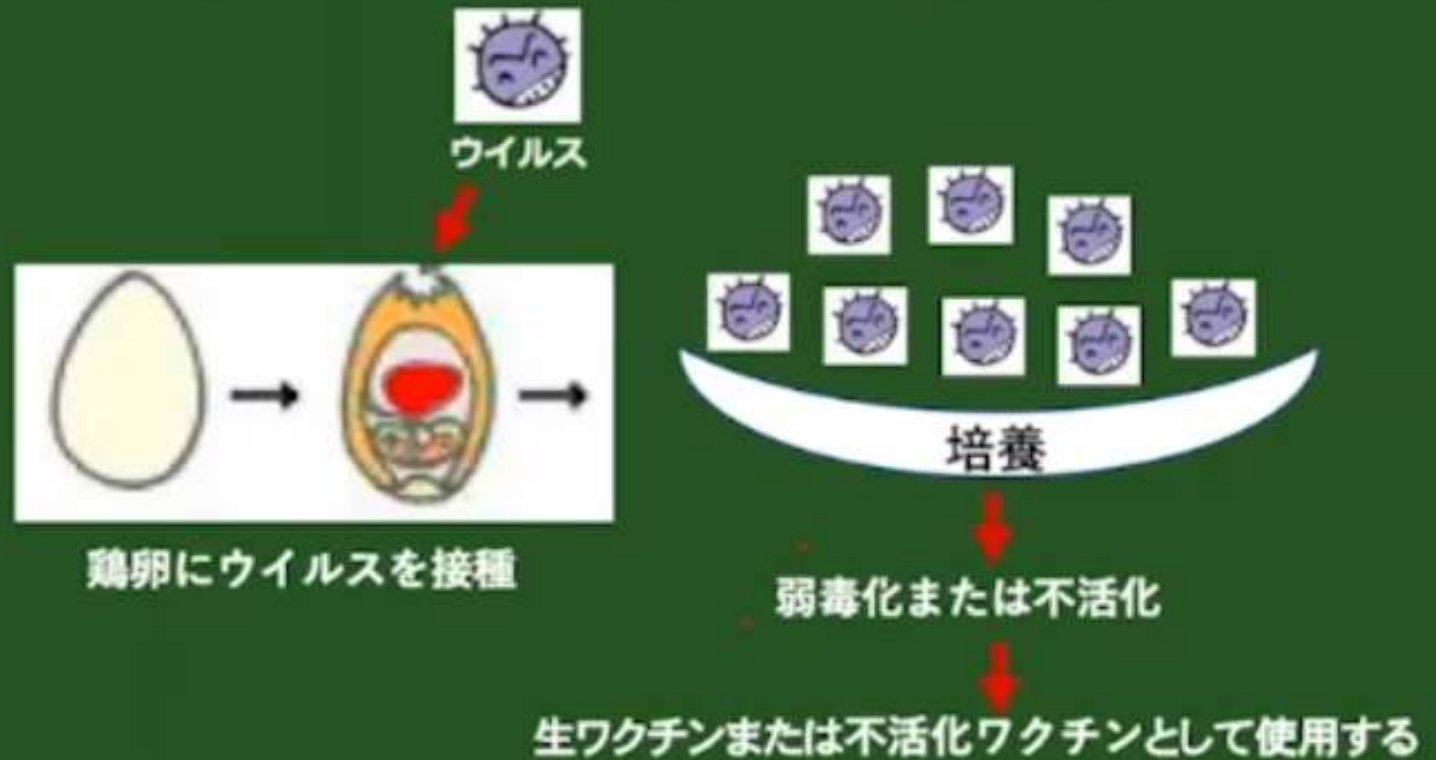 ウイルス
培養
鶏卵にウイルスを接種
弱毒化または不活化
生ワクチンまたは不活化ワクチンとして使用する